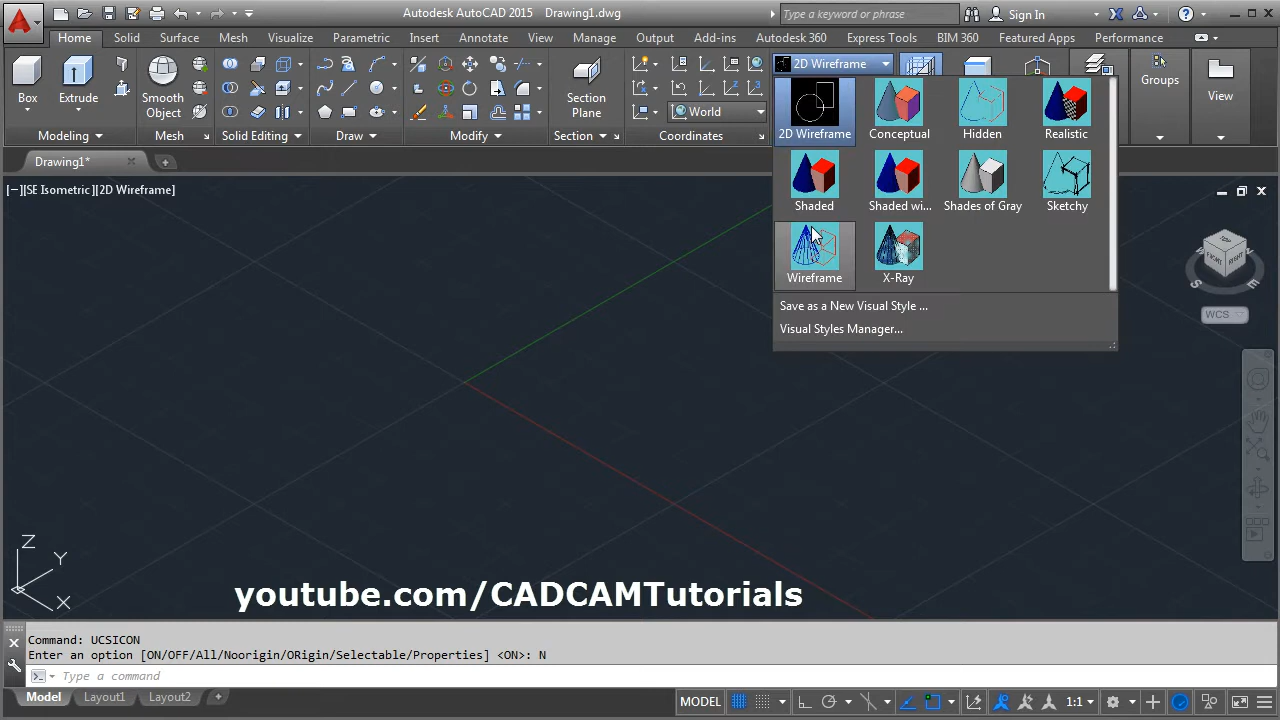 Autodesk AutoCAD 2015 Drawing1.dwg
Type a keyword or phrase
Sign In
Home Solid Surface Mesh Visualize Parametric Insert Annotate View Manage Output Add-ins Autodesk 360 Express Tools BIM 360 Featured Apps Performance
Box
Extrude
Smooth
Object
Section
Plane
World
2D Wireframe
Groups
View
Modeling
Mesh
Solid Editing
Draw
Modify
Section
Coordinates
2D Wireframe Conceptual Hidden Realistic
Shaded Shaded wi... Shades of Gray Sketchy
Wireframe X-Ray
Save as a New Visual Style ...
Visual Styles Manager...
Drawing1*
[−][SE Isometric][2D Wireframe]
FRONT RIGHT
S E
WCS
Z
Y
X
youtube.com/CADCAMTutorials
Command: UCSICON
Enter an option [ON/OFF/All/Noorigin/ORigin/Selectable/Properties] <ON>: N
Type a command
Model Layout1 Layout2
MODEL
1:1